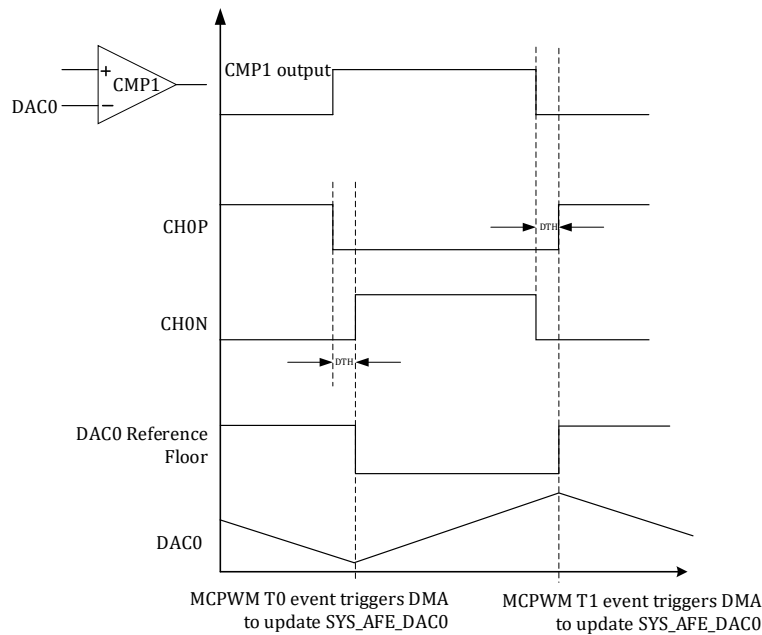 CMP1 output
+
CMP1
DAC0
−
CH0P
DTH
CH0N
DTH
DAC0 Reference
Floor
DAC0
MCPWM T0 event triggers DMA
to update SYS_AFE_DAC0
MCPWM T1 event triggers DMA
to update SYS_AFE_DAC0